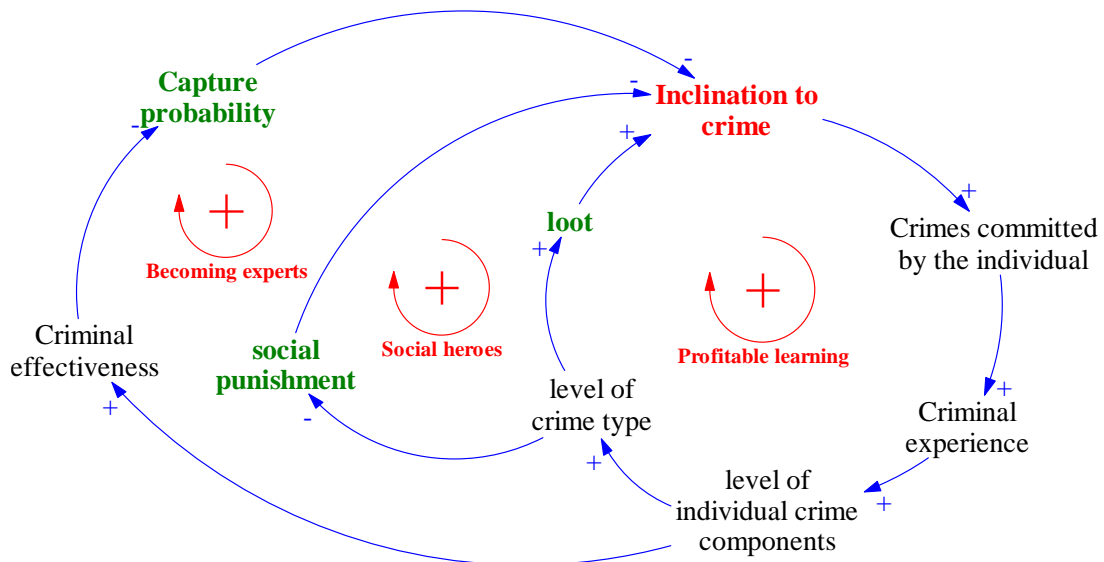 Capture
probability
-
-
-
Inclination to
crime
+
-
+
loot
+
+
Becoming experts
+
Crimes committed
by the individual
+
+
Social heroes
Profitable learning
Criminal
effectiveness
+
social
punishment
-
level of
crime type
+
+
Criminal
experience
level of
individual crime
components
+